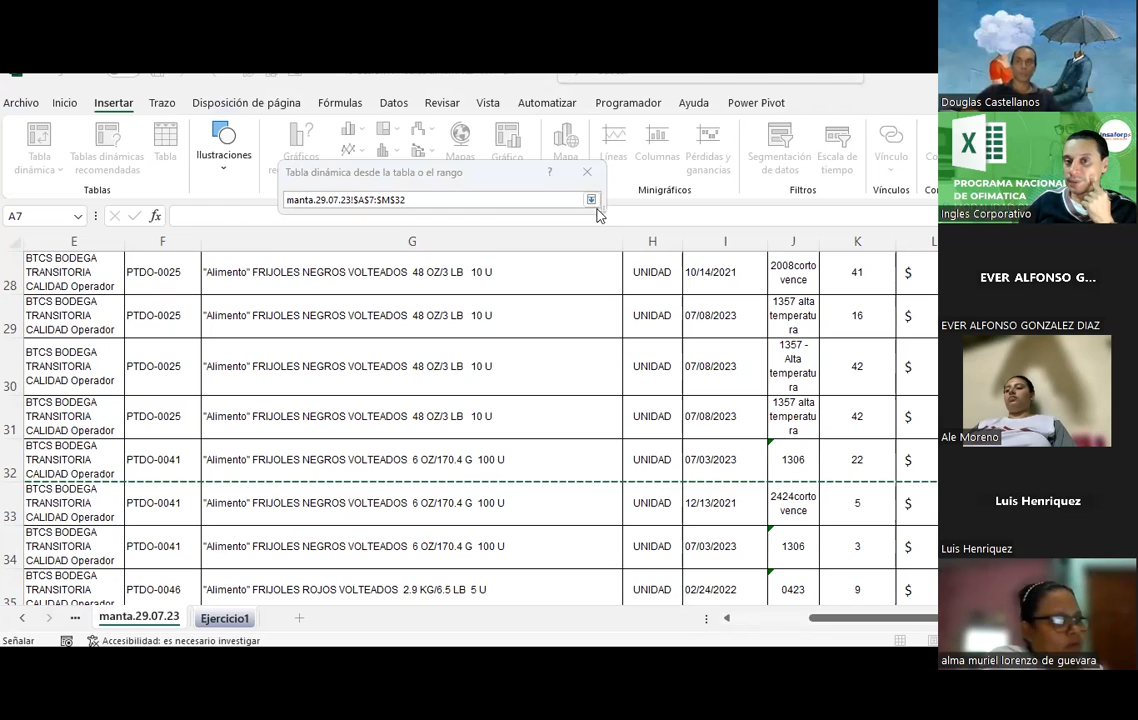 Archivo Inicio Insertar Trazo Disposición de página Fórmulas Datos Revisar Vista Automatizar Programador Ayuda Power Pivot
Tabla dinámica
Tablas dinámicas recomendadas
Tabla
Ilustraciones
Gráficos
Mapas
Gráfico
Mapa
Líneas
Columnas
Pérdidas y ganancias
Segmentación de datos
Escala de tiempo
Vínculo
Tablas
Minigráficos
Filtros
Vínculos
Tabla dinámica desde la tabla o el rango ?
manta.29.07.23!$A$7:$M$32
A7 fx
E F G H I J K L
28 BTCS BODEGA TRANSITORIA CALIDAD Operador PTDO-0025 "Alimento" FRIJOLES NEGROS VOLTEADOS 48 OZ/3 LB 10 U UNIDAD 10/14/2021 2008corto vence 41 $
29 BTCS BODEGA TRANSITORIA CALIDAD Operador PTDO-0025 "Alimento" FRIJOLES NEGROS VOLTEADOS 48 OZ/3 LB 10 U UNIDAD 07/08/2023 1357 alta temperatura 16 $
30 BTCS BODEGA TRANSITORIA CALIDAD Operador PTDO-0025 "Alimento" FRIJOLES NEGROS VOLTEADOS 48 OZ/3 LB 10 U UNIDAD 07/08/2023 1357 - Alta temperatura 42 $
31 BTCS BODEGA TRANSITORIA CALIDAD Operador PTDO-0025 "Alimento" FRIJOLES NEGROS VOLTEADOS 48 OZ/3 LB 10 U UNIDAD 07/08/2023 1357 alta temperatura 42 $
32 BTCS BODEGA TRANSITORIA CALIDAD Operador PTDO-0041 "Alimento" FRIJOLES NEGROS VOLTEADOS 6 OZ/170.4 G 100 U UNIDAD 07/03/2023 1306 22 $
33 BTCS BODEGA TRANSITORIA CALIDAD Operador PTDO-0041 "Alimento" FRIJOLES NEGROS VOLTEADOS 6 OZ/170.4 G 100 U UNIDAD 12/13/2021 2424corto vence 5 $
34 BTCS BODEGA TRANSITORIA CALIDAD Operador PTDO-0041 "Alimento" FRIJOLES NEGROS VOLTEADOS 6 OZ/170.4 G 100 U UNIDAD 07/03/2023 1306 3 $
35 BTCS BODEGA TRANSITORIA CALIDAD Operador PTDO-0046 "Alimento" FRIJOLES ROJOS VOLTEADOS 2.9 KG/6.5 LB 5 U UNIDAD 02/24/2022 0423 9 $
manta.29.07.23 Ejercicio1
Señalar Accesibilidad: es necesario investigar
Douglas Castellanos
PROGRAMA NACIONAL
DE OFIMÁTICA
Ingles Corporativo
EVER ALFONSO G...
EVER ALFONSO GONZALEZ DIAZ
Ale Moreno
Luis Henriquez
Luis Henriquez
alma muriel lorenzo de guevara